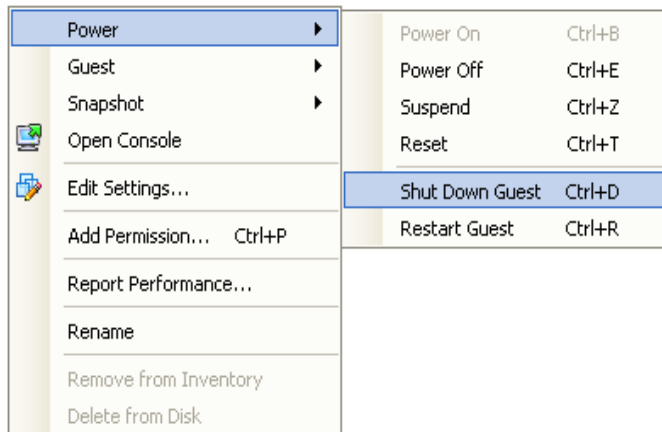 Power
Guest
Snapshot
Open Console
Edit Settings...
Add Permission... Ctrl+P
Report Performance...
Rename
Remove from Inventory
Delete from Disk
Power On Ctrl+B
Power Off Ctrl+E
Suspend Ctrl+Z
Reset Ctrl+T
Shut Down Guest Ctrl+D
Restart Guest Ctrl+R